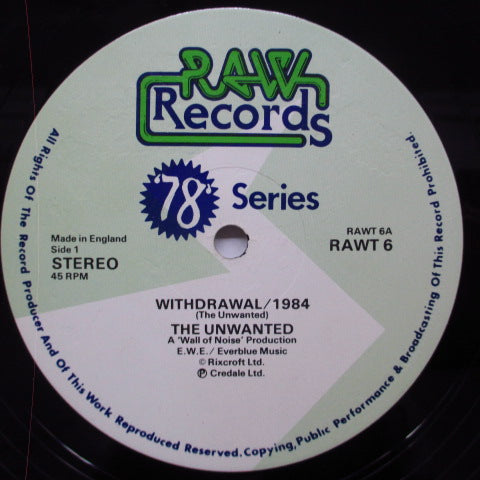 RAW
Records
'78' Series
Made in England
Side 1
STEREO
45 RPM
RAWT 6A
RAWT 6
WITHDRAWAL/1984
(The Unwanted)
THE UNWANTED
A 'Wall of Noise' Production
E.W.E./Everblue Music
© Rixcroft Ltd.
℗ Credale Ltd.
All Rights Of The Record Producer And Of This Work Reproduced Reserved. Copying, Public Performance & Broadcasting Of This Record Prohibited.